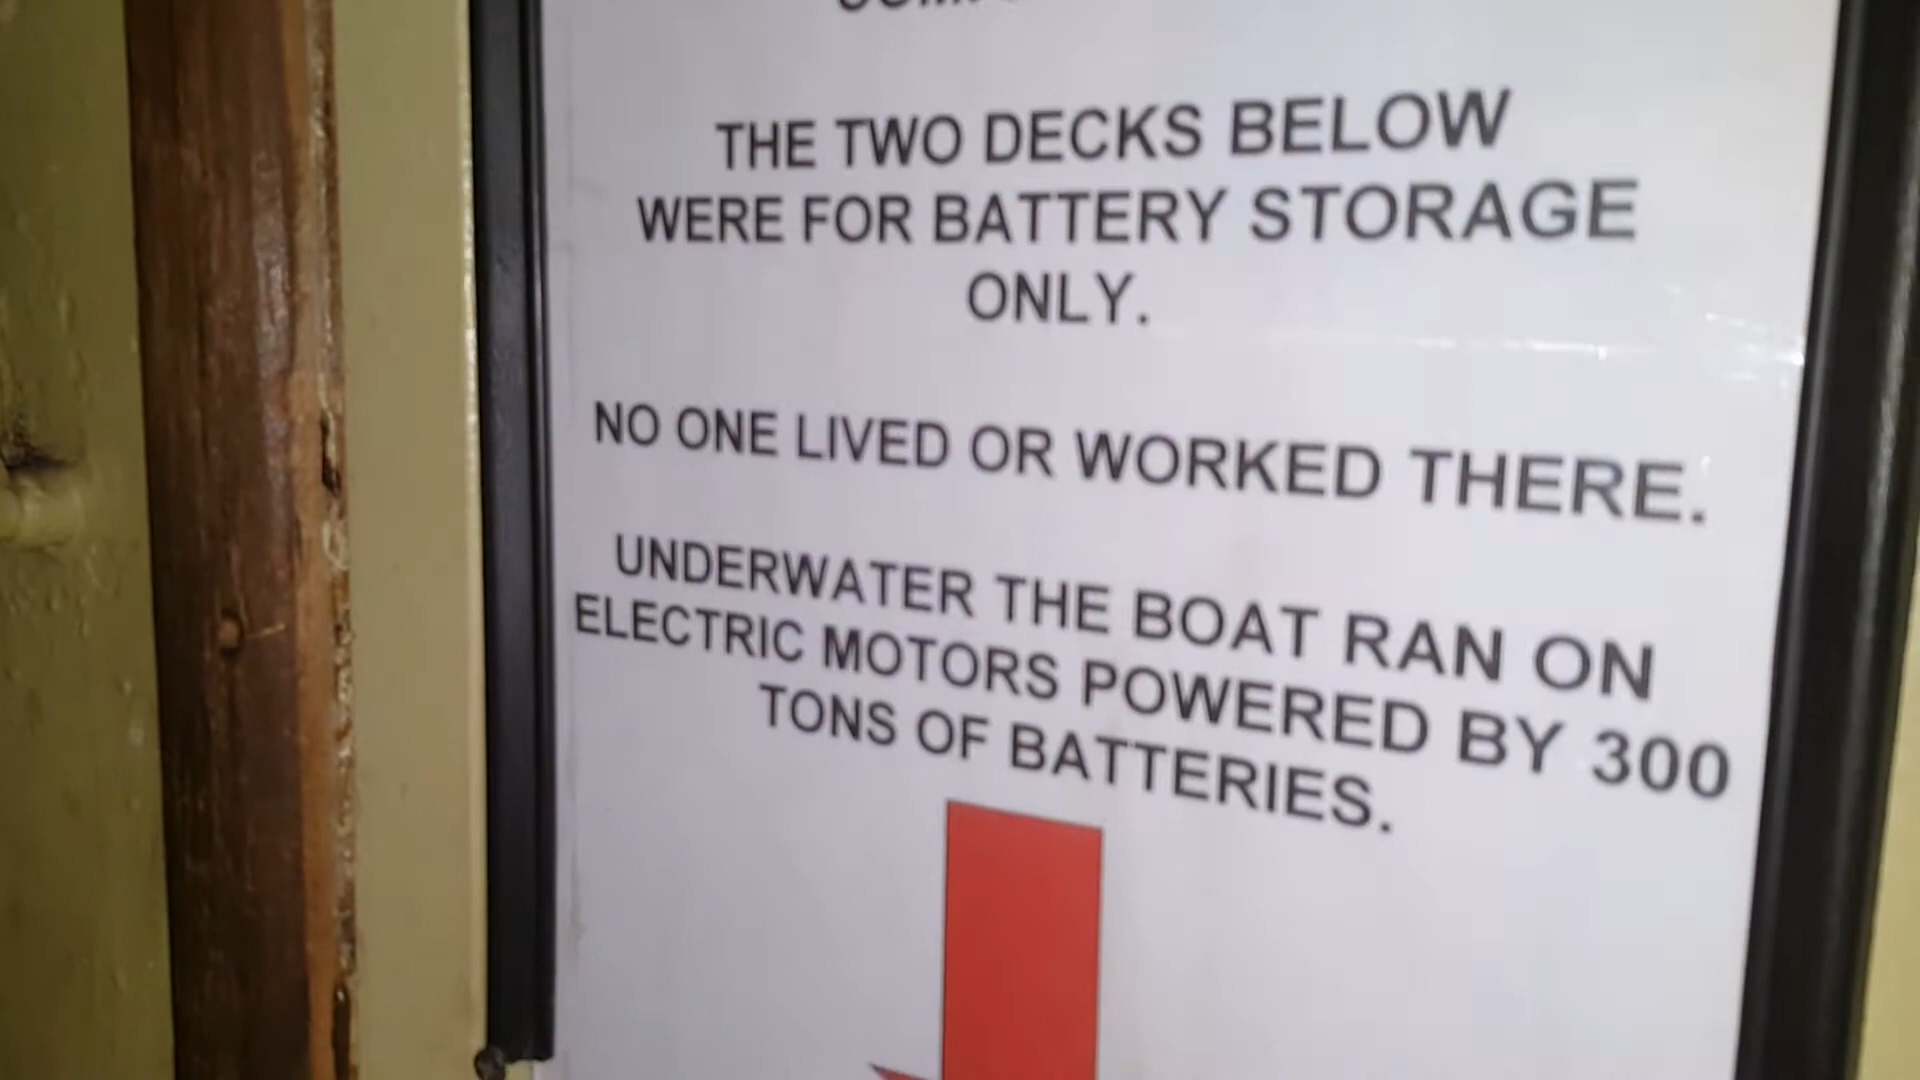 THE TWO DECKS BELOW
WERE FOR BATTERY STORAGE
ONLY.
NO ONE LIVED OR WORKED THERE.
UNDERWATER THE BOAT RAN ON
ELECTRIC MOTORS POWERED BY 300
TONS OF BATTERIES.